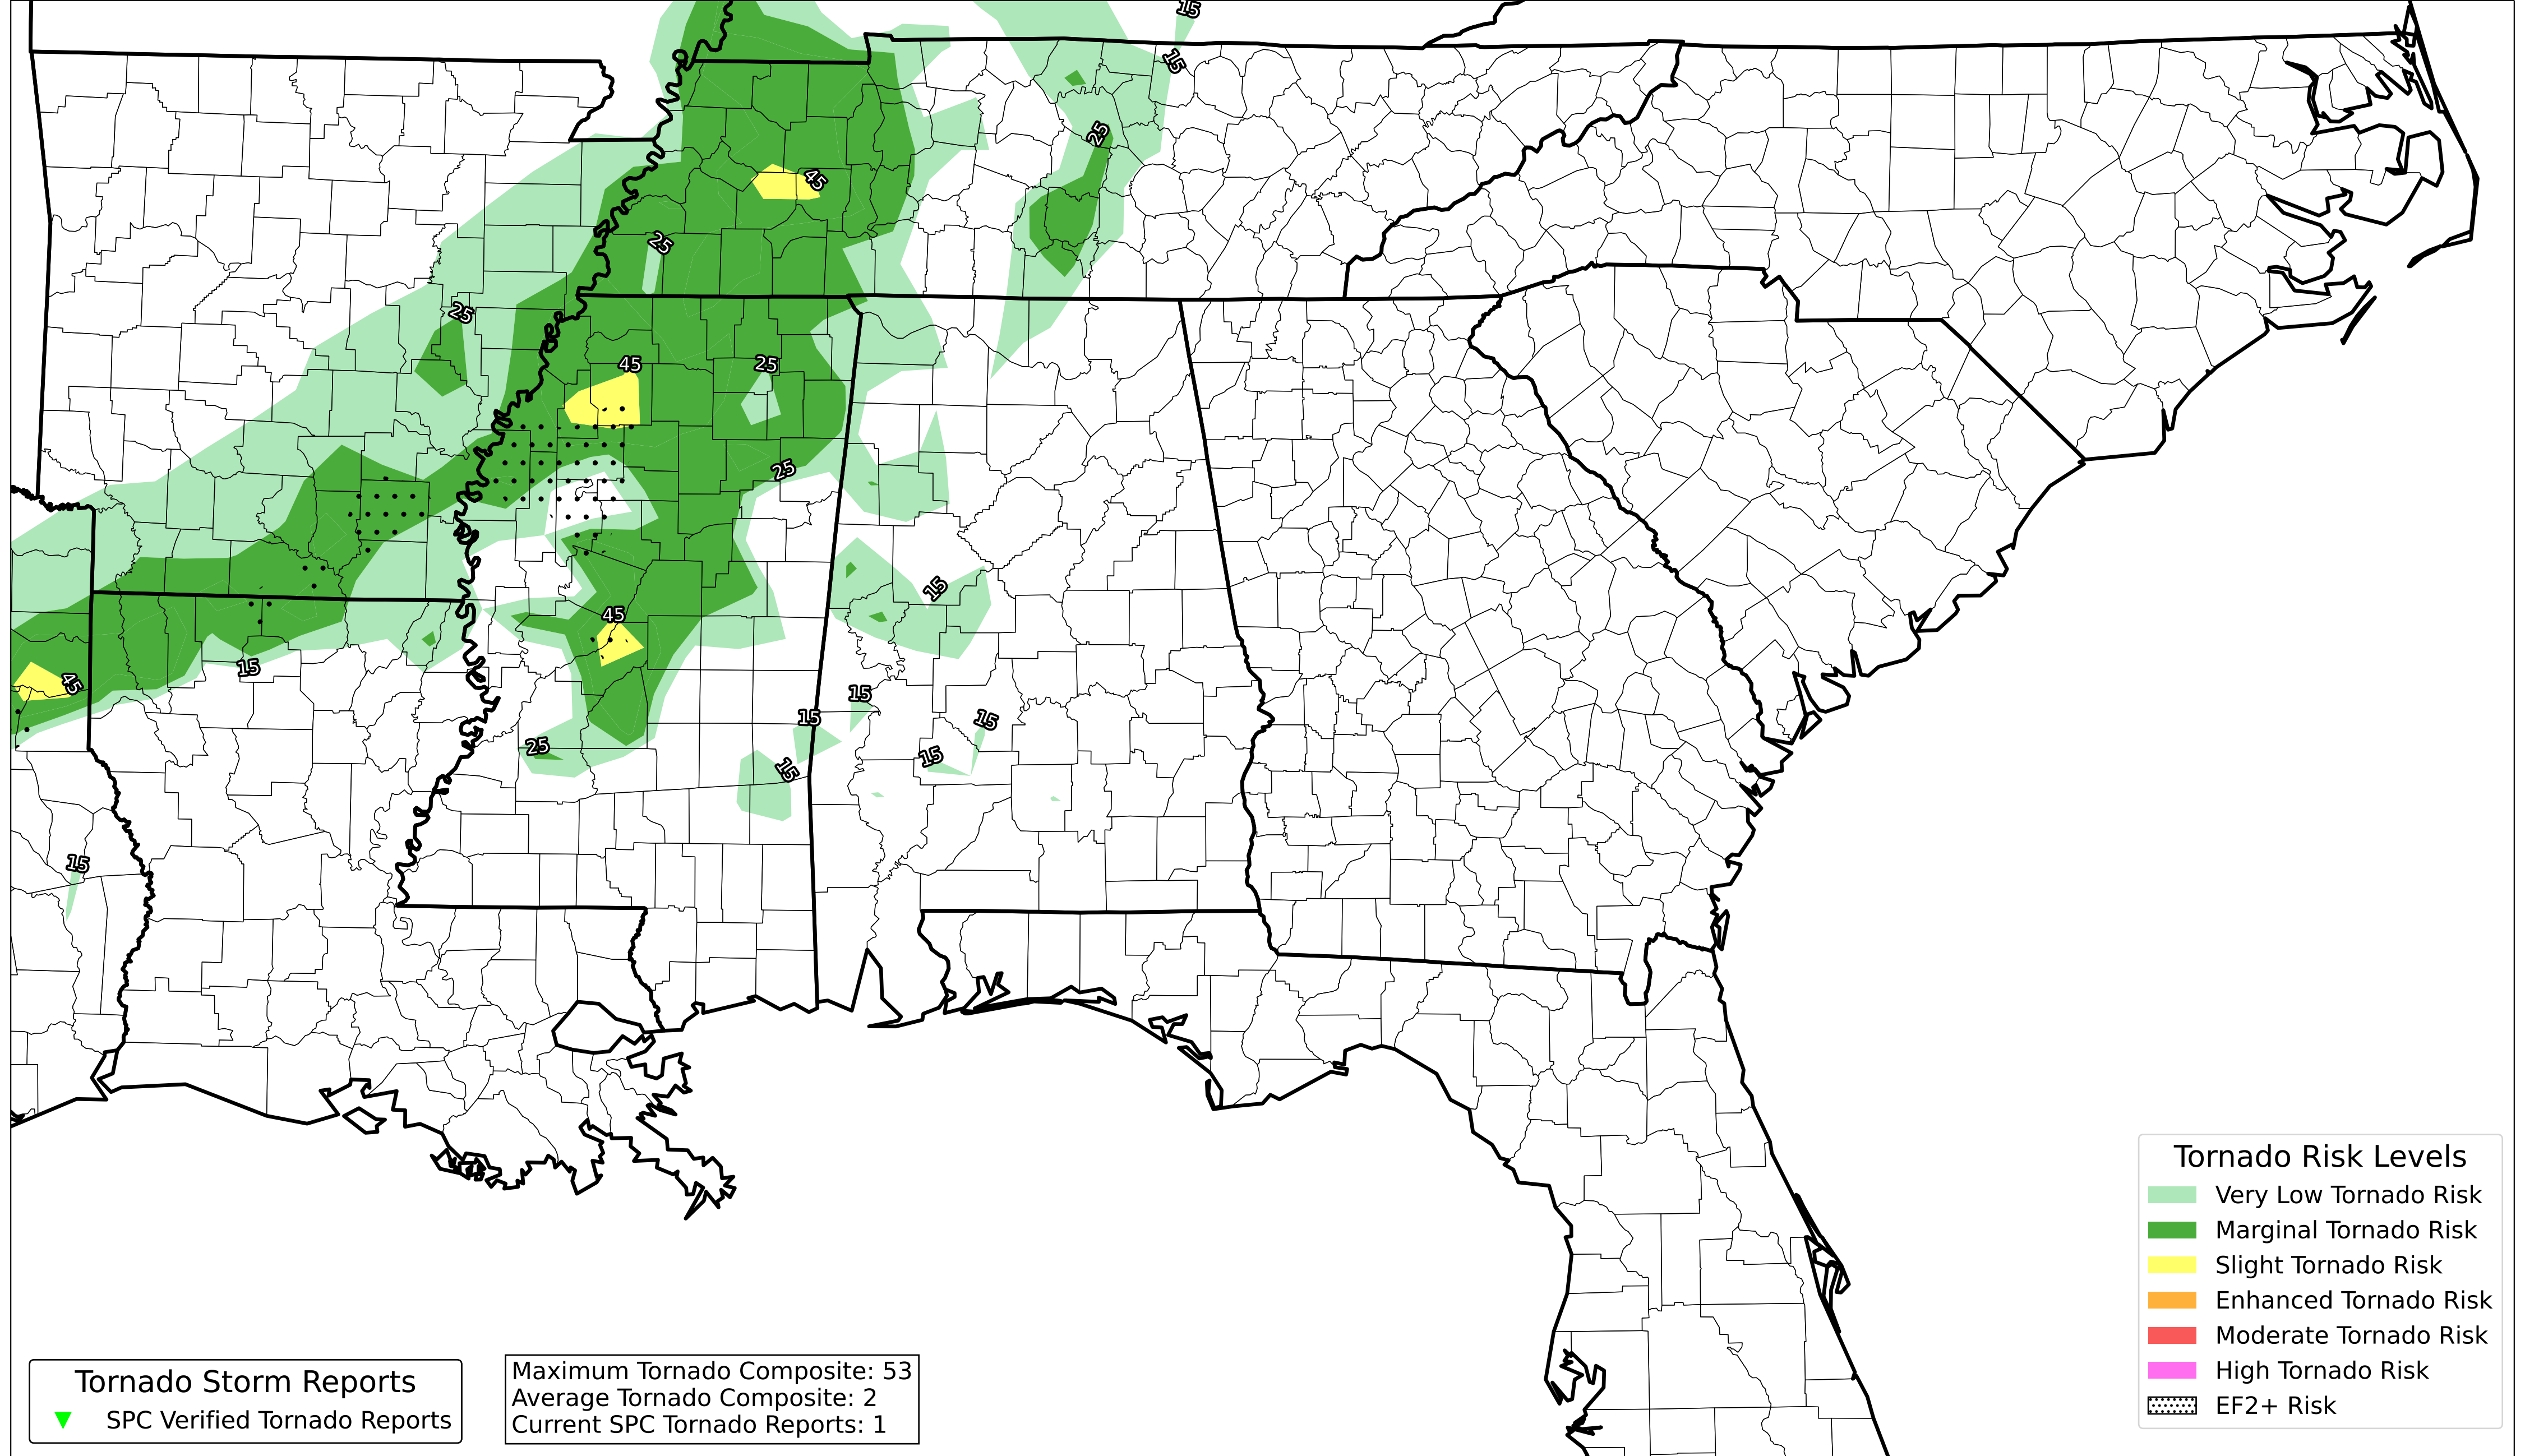 15
15
25
45
25
25
45
25
25
45
15
15
45
15
15
15
25
15
15
15
Tornado Risk Levels
Very Low Tornado Risk
Marginal Tornado Risk
Slight Tornado Risk
Enhanced Tornado Risk
Moderate Tornado Risk
High Tornado Risk
EF2+ Risk
Tornado Storm Reports
SPC Verified Tornado Reports
Maximum Tornado Composite: 53
Average Tornado Composite: 2
Current SPC Tornado Reports: 1